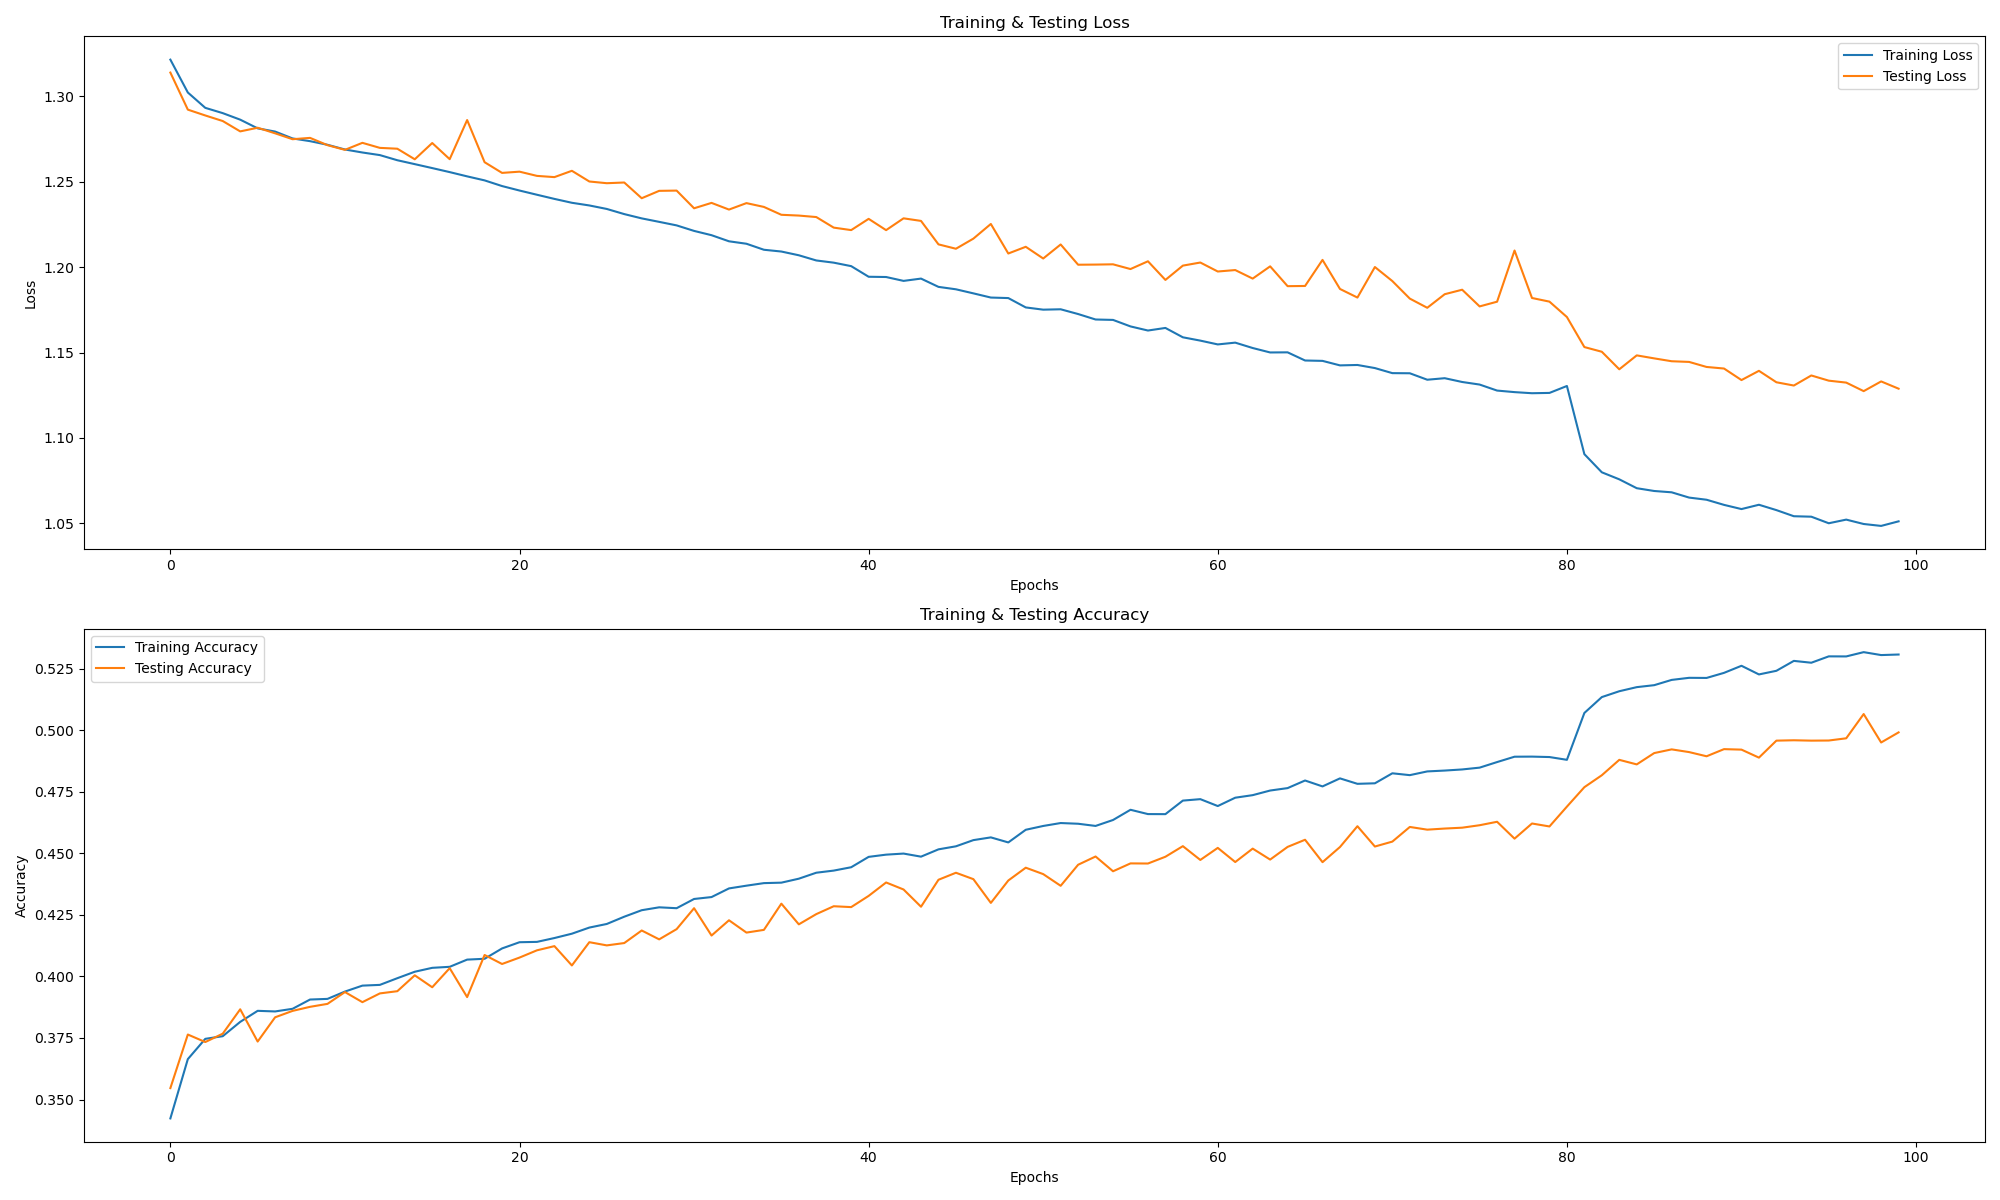 Training & Testing Loss
Training Loss
Testing Loss
1.30
1.25
1.20
1.15
1.10
1.05
Loss
0 20 40 60 80 100
Epochs
Training & Testing Accuracy
Training Accuracy
Testing Accuracy
0.525
0.500
0.475
0.450
0.425
0.400
0.375
0.350
Accuracy
0 20 40 60 80 100
Epochs